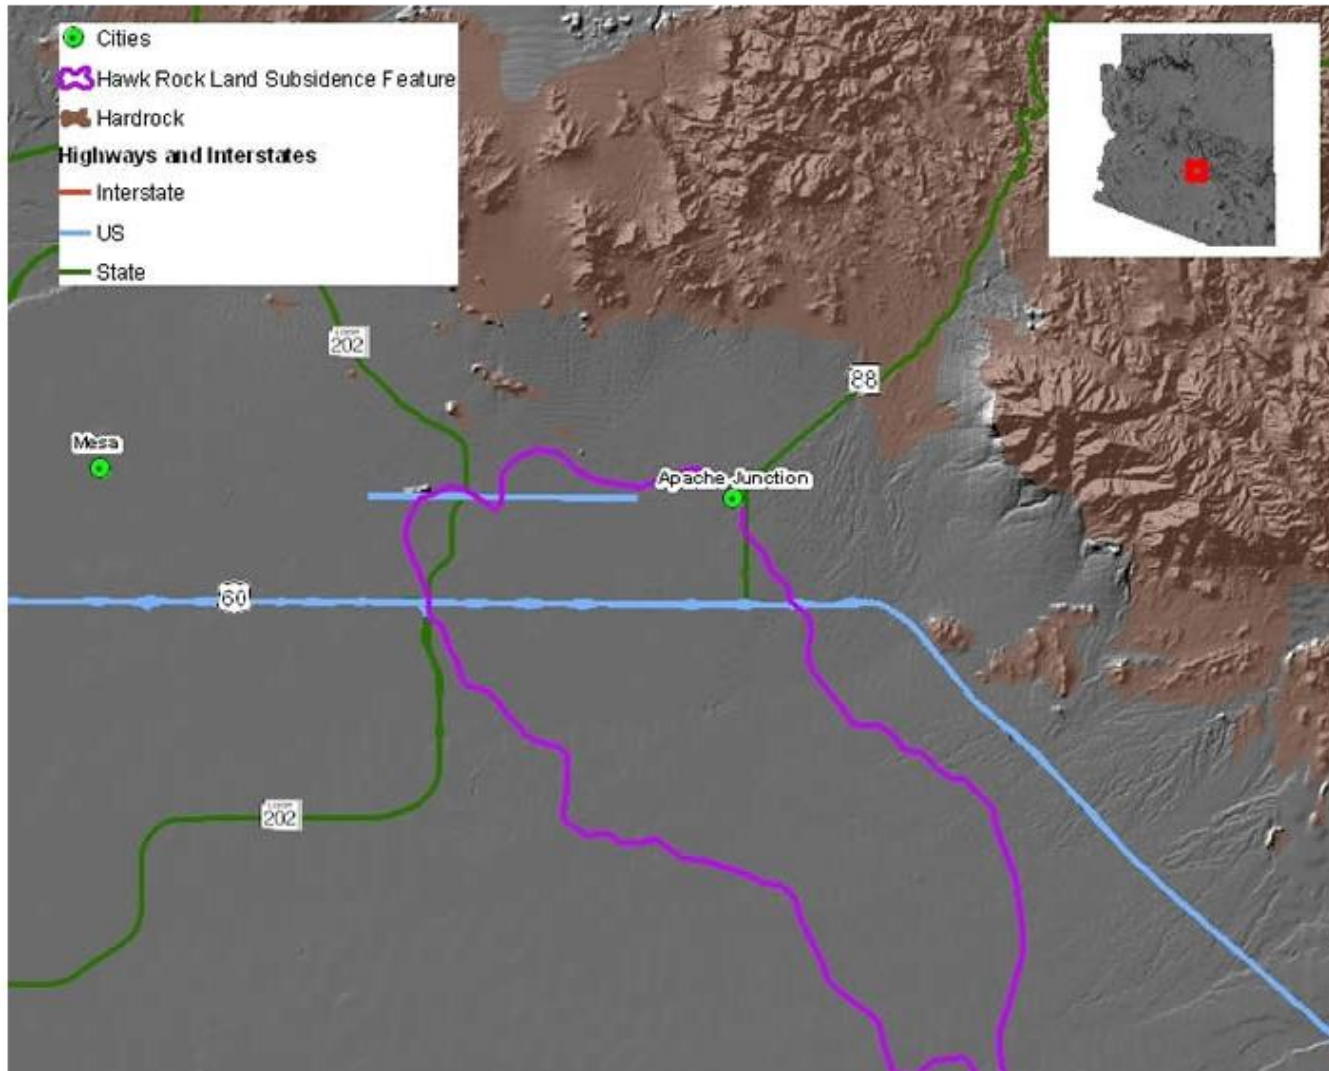 Cities
Hawk Rock Land Subsidence Feature
Hardrock
Highways and Interstates
Interstate
US
State
202
88
Mesa
Apache Junction
60
202